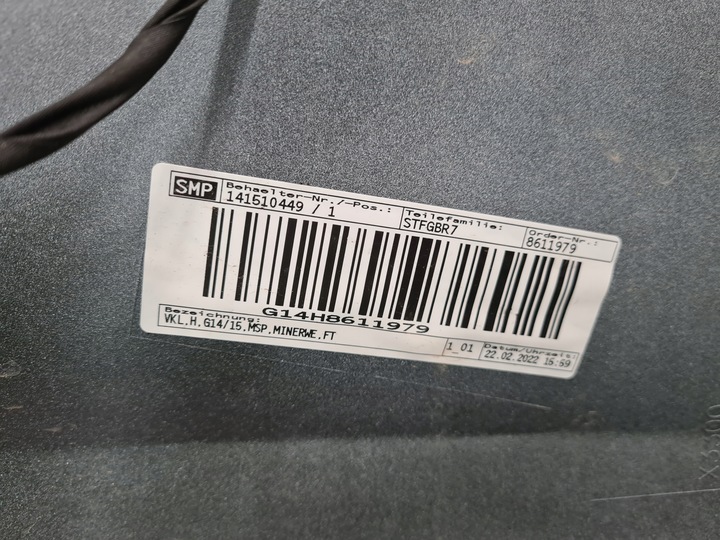 SMP
Behaelter-Nr./-Pos.:
141510449 / 1
Teilefamilie:
STFGBR7
Order-Nr.:
8611979
G14H8611979
Bezeichnung:
VKL.H.G14/15.MSP.MINERWE.FT
1_01
Datum/Uhrzeit:
22.02.2022 15:59